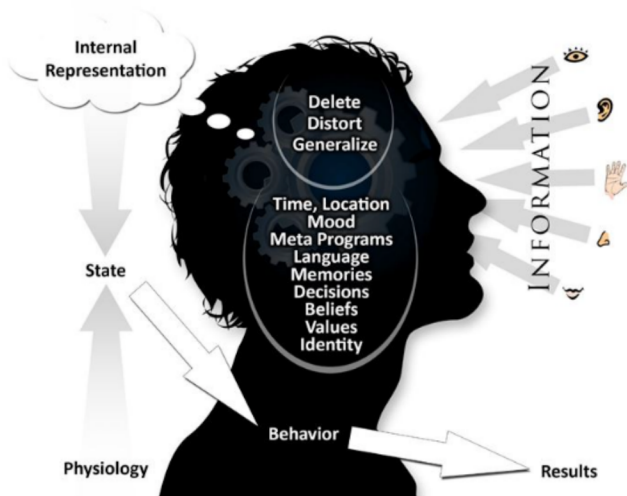 Internal
Representation
Delete
Distort
Generalize
INFORMATION
Time, Location
Mood
Meta Programs
Language
Memories
Decisions
Beliefs
Values
Identity
State
Behavior
Physiology
Results